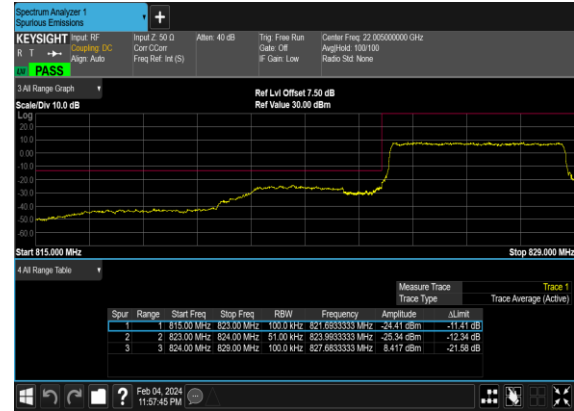 Spectrum Analyzer 1
Spurious Emissions
KEYSIGHT Input: RF Input Z: 50 Ω Atten: 40 dB Trig: Free Run Center Freq: 22.005000000 GHz
R T Coupling: DC Corr CCorr Gate: Off Avg|Hold: 100/100
Align: Auto Freq Ref: Int (S) IF Gain: Low Radio Std: None
PASS
3 All Range Graph
Ref Lvl Offset 7.50 dB
Scale/Div 10.0 dB Ref Value 30.00 dBm
Log
20.0
10.0
0.00
-10.0
-20.0
-30.0
-40.0
-50.0
-60.0
Start 815.000 MHz Stop 829.000 MHz
4 All Range Table
Measure Trace Trace 1
Trace Type Trace Average (Active)
Spur Range Start Freq Stop Freq RBW Frequency Amplitude ΔLimit
1 1 815.00 MHz 823.00 MHz 100.0 kHz 821.6933333 MHz -24.41 dBm -11.41 dB
2 2 823.00 MHz 824.00 MHz 51.00 kHz 823.9933333 MHz -25.34 dBm -12.34 dB
3 3 824.00 MHz 829.00 MHz 100.0 kHz 827.6833333 MHz 8.417 dBm -21.58 dB
? Feb 04, 2024
11:57:45 PM